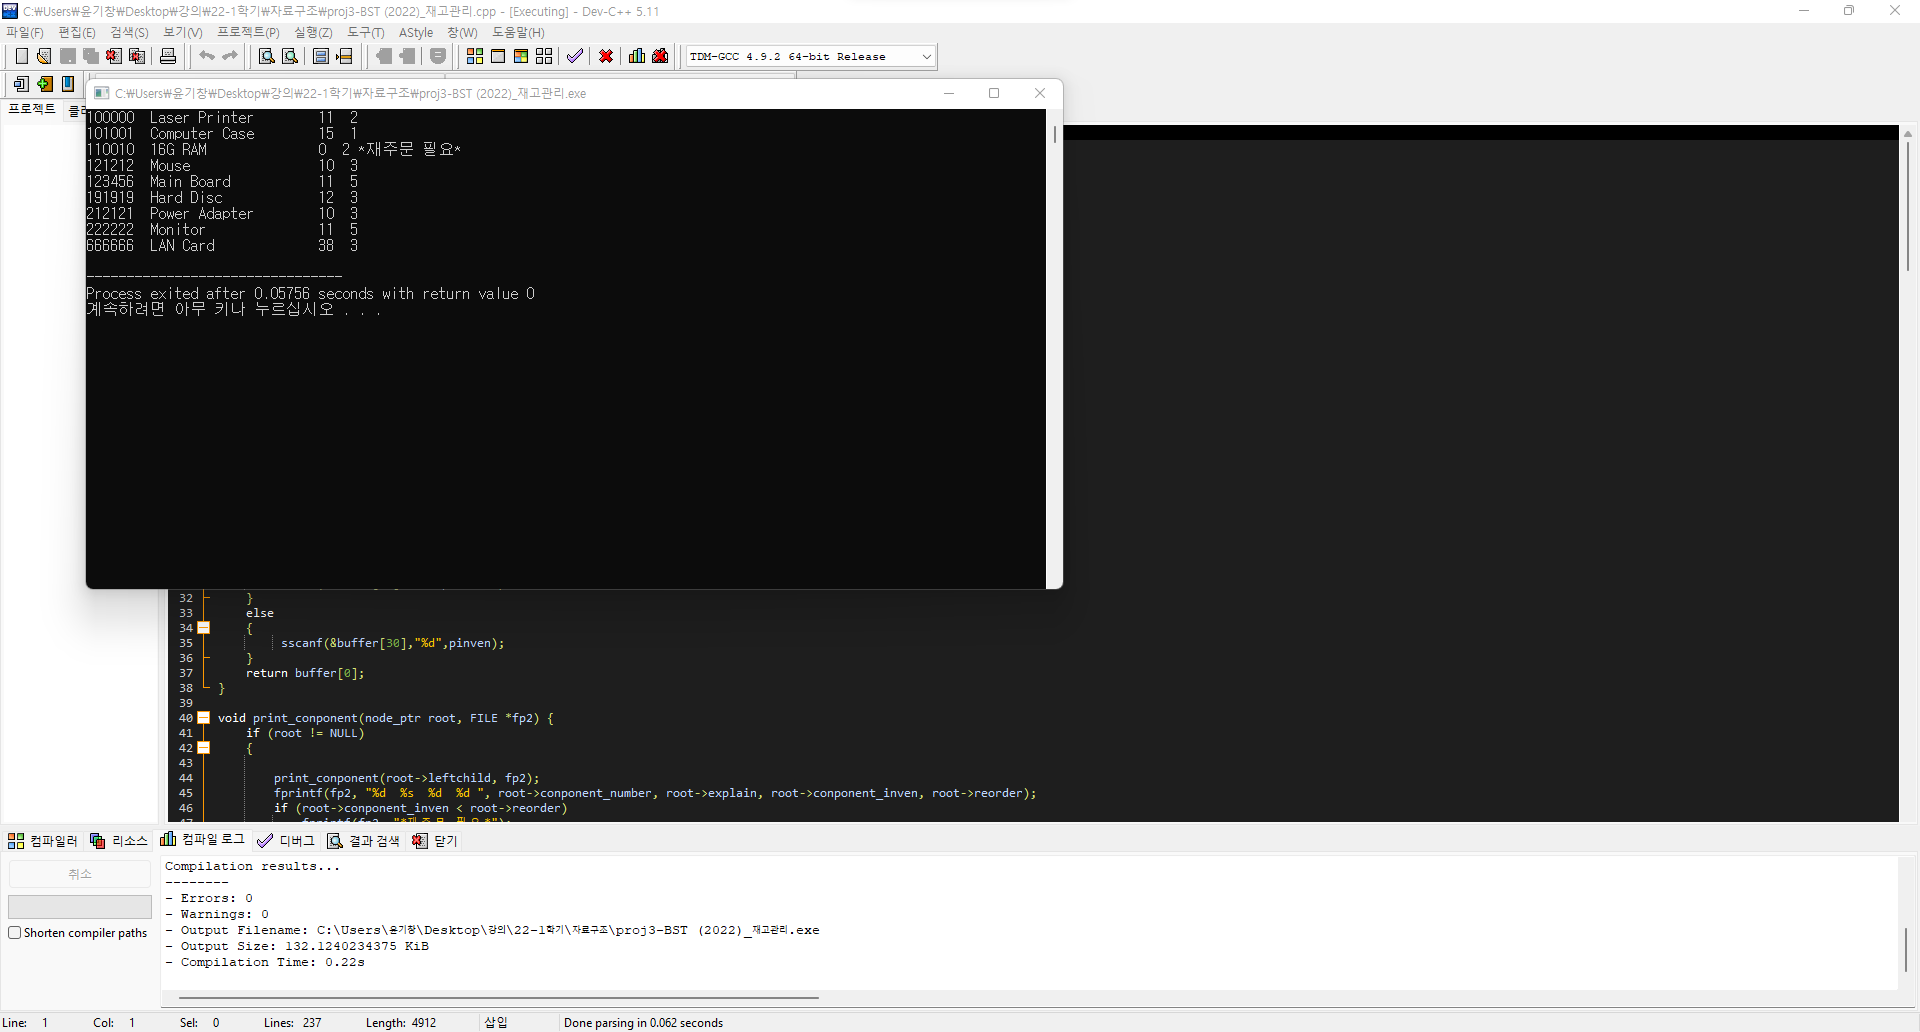 C:₩Users₩윤기창₩Desktop₩강의₩22-1학기₩자료구조₩proj3-BST (2022)_재고관리.cpp - [Executing] - Dev-C++ 5.11
파일(F) 편집(E) 검색(S) 보기(V) 프로젝트(P) 실행(Z) 도구(T) AStyle 창(W) 도움말(H)
TDM-GCC 4.9.2 64-bit Release
프로젝트
C:₩Users₩윤기창₩Desktop₩강의₩22-1학기₩자료구조₩proj3-BST (2022)_재고관리.exe
100000 Laser Printer 11 2
101001 Computer Case 15 1
110010 16G RAM 0 2 *재주문 필요*
121212 Mouse 10 3
123456 Main Board 11 5
191919 Hard Disc 12 3
212121 Power Adapter 10 3
222222 Monitor 11 5
666666 LAN Card 38 3
--------------------------------
Process exited after 0.05756 seconds with return value 0
계속하려면 아무 키나 누르십시오 . . .
32 }
33 else
34 {
35 sscanf(&buffer[30],"%d",pinven);
36 }
37 return buffer[0];
38 }
39
40 void print_conponent(node_ptr root, FILE *fp2) {
41 if (root != NULL)
42 {
43
44 print_conponent(root->leftchild, fp2);
45 fprintf(fp2, "%d %s %d %d ", root->conponent_number, root->explain, root->conponent_inven, root->reorder);
46 if (root->conponent_inven < root->reorder)
컴파일러 리소스 컴파일 로그 디버그 결과 검색 닫기
취소
Shorten compiler paths
Compilation results...
--------
- Errors: 0
- Warnings: 0
- Output Filename: C:\Users\윤기창\Desktop\강의\22-1학기\자료구조\proj3-BST (2022)_재고관리.exe
- Output Size: 132.1240234375 KiB
- Compilation Time: 0.22s
Line: 1 Col: 1 Sel: 0 Lines: 237 Length: 4912 삽입 Done parsing in 0.062 seconds